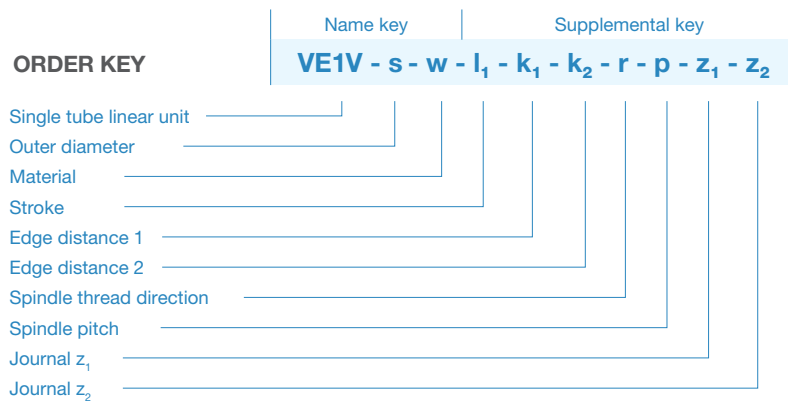 Name key Supplemental key
ORDER KEY VE1V - s - w - l₁ - k₁ - k₂ - r - p - z₁ - z₂
Single tube linear unit
Outer diameter
Material
Stroke
Edge distance 1
Edge distance 2
Spindle thread direction
Spindle pitch
Journal z₁
Journal z₂